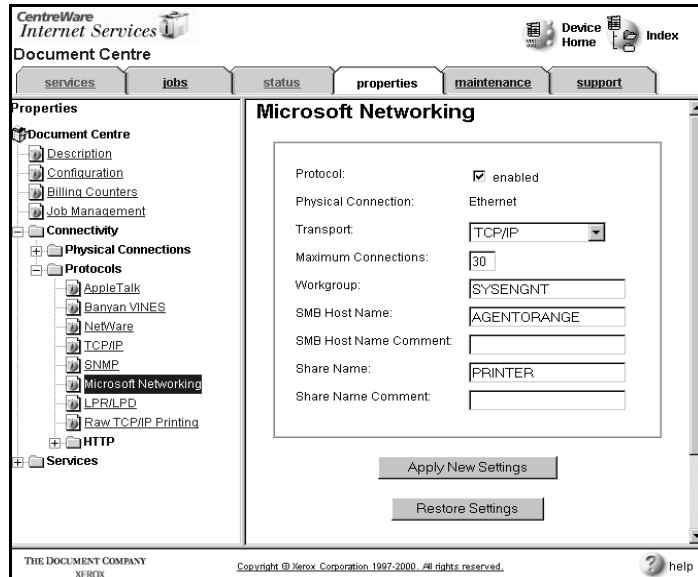 CentreWare
Internet Services
Document Centre
Device Home
Index
services
jobs
status
properties
maintenance
support
Properties
Document Centre
Description
Configuration
Billing Counters
Job Management
Connectivity
Physical Connections
Protocols
AppleTalk
Banyan VINES
NetWare
TCP/IP
SNMP
Microsoft Networking
LPR/LPD
Raw TCP/IP Printing
HTTP
Services
Microsoft Networking
Protocol: enabled
Physical Connection: Ethernet
Transport: TCP/IP
Maximum Connections: 30
Workgroup: SYSENGNT
SMB Host Name: AGENTORANGE
SMB Host Name Comment:
Share Name: PRINTER
Share Name Comment:
Apply New Settings
Restore Settings
THE DOCUMENT COMPANY
XEROX
Copyright © Xerox Corporation 1997-2000. All rights reserved.
help